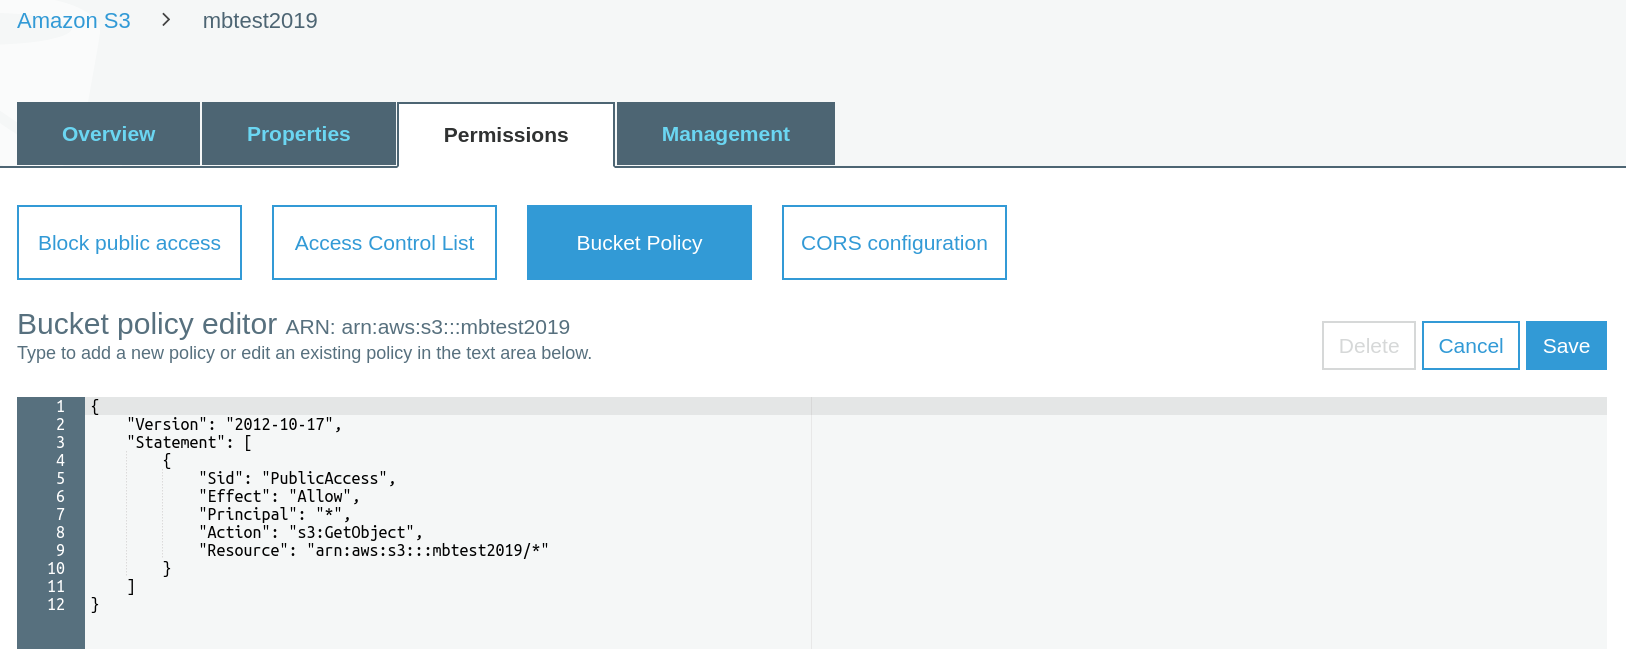 Amazon S3 > mbtest2019
Overview Properties Permissions Management
Block public access Access Control List Bucket Policy CORS configuration
Bucket policy editor ARN: arn:aws:s3:::mbtest2019
Type to add a new policy or edit an existing policy in the text area below.
Delete Cancel Save
1 {
2     "Version": "2012-10-17",
3     "Statement": [
4         {
5             "Sid": "PublicAccess",
6             "Effect": "Allow",
7             "Principal": "*",
8             "Action": "s3:GetObject",
9             "Resource": "arn:aws:s3:::mbtest2019/*"
10         }
11     ]
12 }